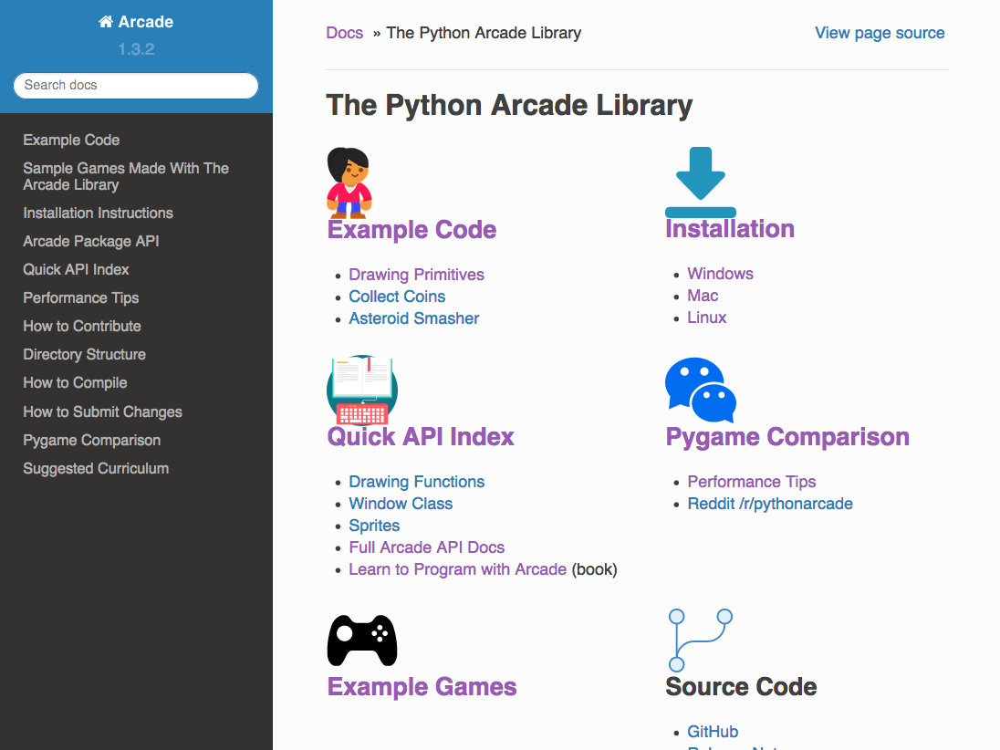 Arcade
1.3.2
Search docs
Example Code
Sample Games Made With The
Arcade Library
Installation Instructions
Arcade Package API
Quick API Index
Performance Tips
How to Contribute
Directory Structure
How to Compile
How to Submit Changes
Pygame Comparison
Suggested Curriculum
Docs » The Python Arcade Library
View page source
The Python Arcade Library
Example Code
• Drawing Primitives
• Collect Coins
• Asteroid Smasher
Installation
• Windows
• Mac
• Linux
Quick API Index
• Drawing Functions
• Window Class
• Sprites
• Full Arcade API Docs
• Learn to Program with Arcade (book)
Pygame Comparison
• Performance Tips
• Reddit /r/pythonarcade
Example Games
Source Code
• GitHub